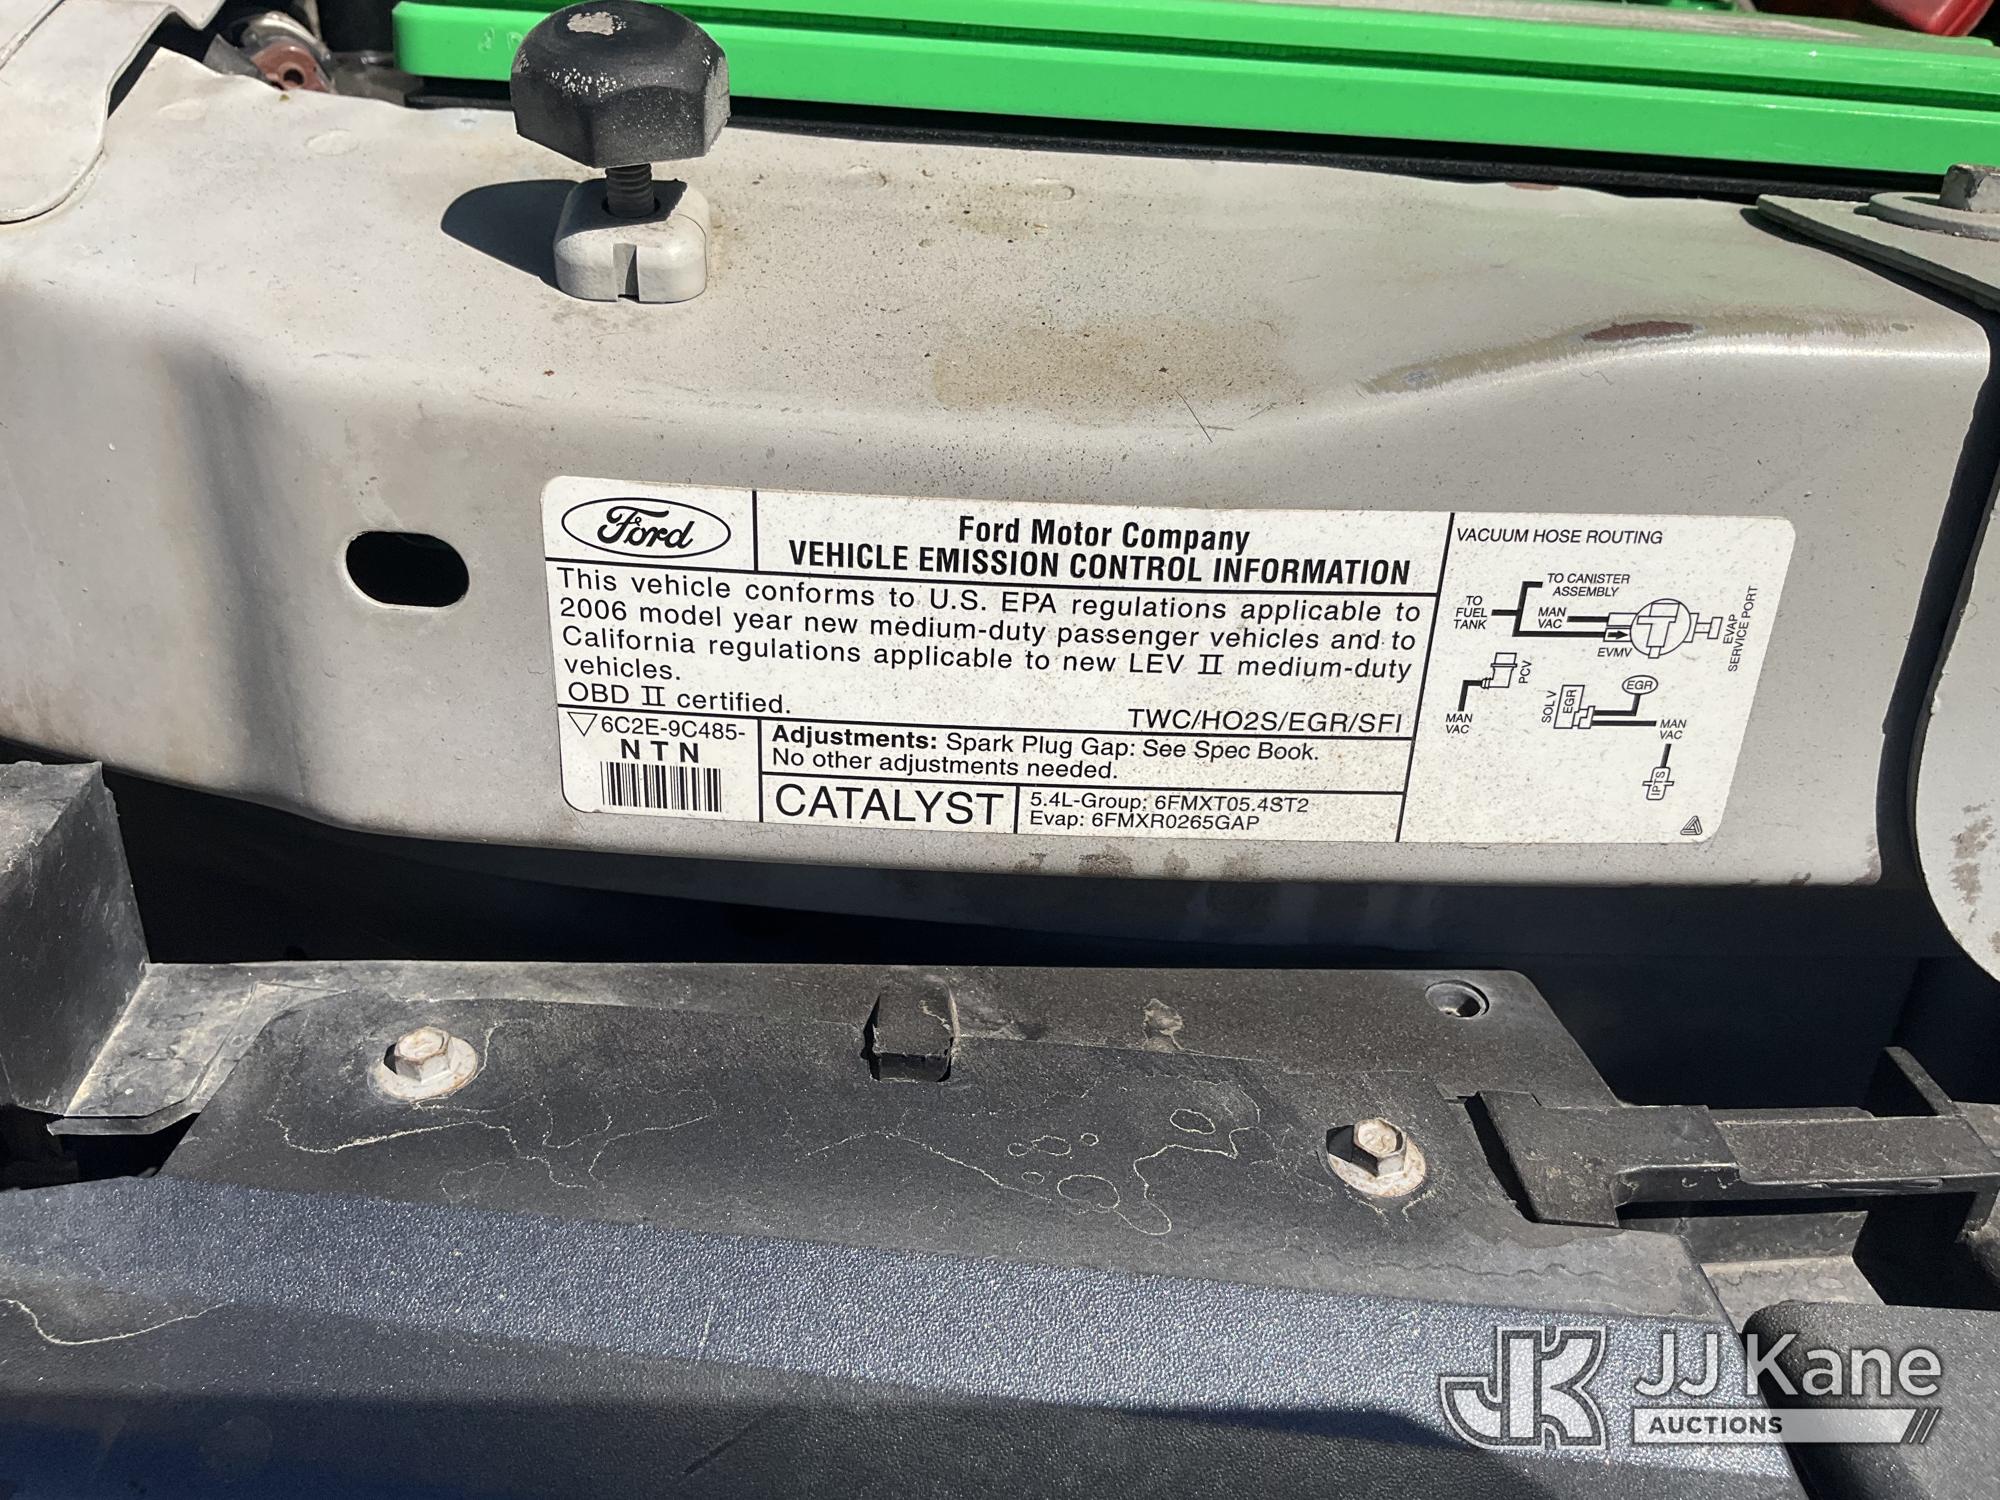 Ford
Ford Motor Company
VEHICLE EMISSION CONTROL INFORMATION
This vehicle conforms to U.S. EPA regulations applicable to
2006 model year new medium-duty passenger vehicles and to
California regulations applicable to new LEV II medium-duty
vehicles.
OBD II certified.
TWC/HO2S/EGR/SFI
6C2E-9C485-
NTN
Adjustments: Spark Plug Gap: See Spec Book.
No other adjustments needed.
CATALYST
5.4L-Group: 6FMXT05.4ST2
Evap: 6FMXR0265GAP
VACUUM HOSE ROUTING
TO CANISTER
ASSEMBLY
TO
FUEL
TANK
MAN
VAC
EVMV
EVAP
SERVICE PORT
PCV
MAN
VAC
SOLV
EGR
EGR
MAN
VAC
IPTS
JK
JJ Kane
AUCTIONS